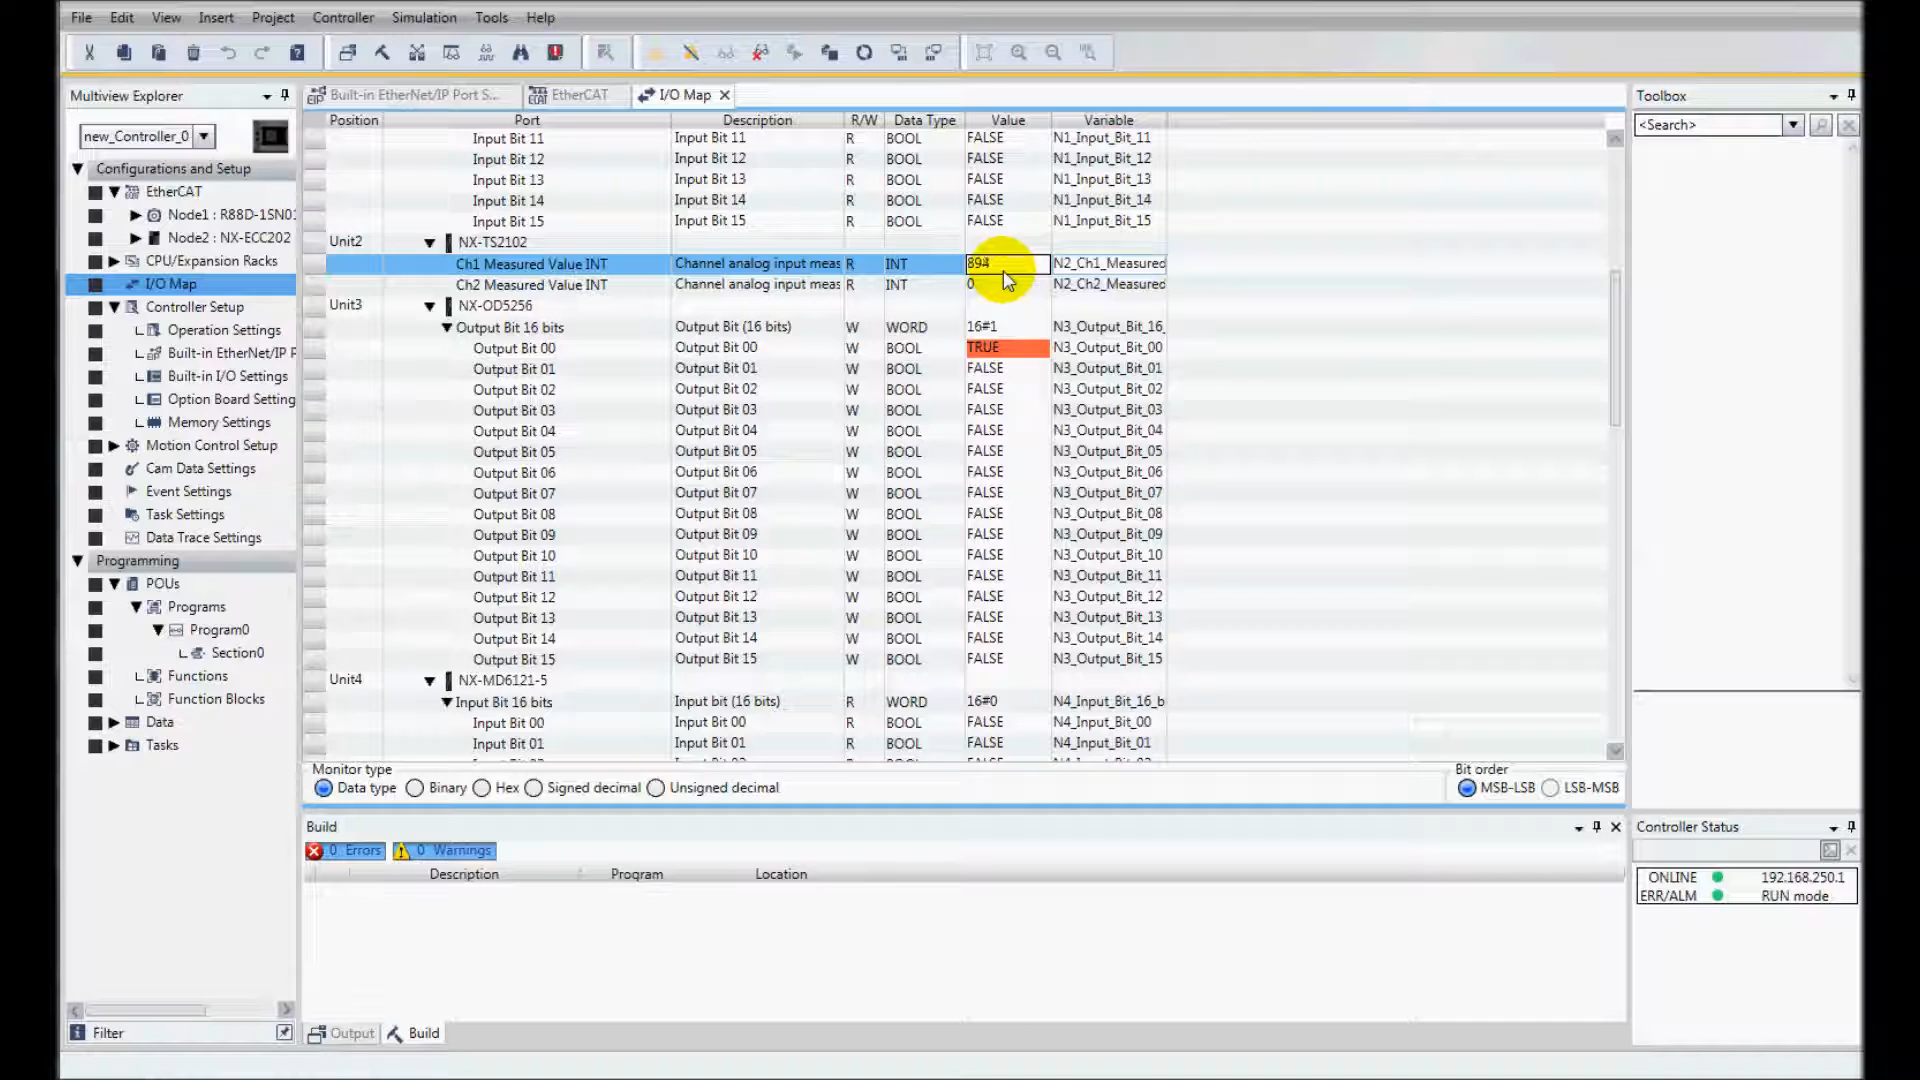 File Edit View Insert Project Controller Simulation Tools Help
Multiview Explorer
new_Controller_0
Configurations and Setup
EtherCAT
Node1 : R88D-1SN01
Node2 : NX-ECC202
CPU/Expansion Racks
I/O Map
Controller Setup
Operation Settings
Built-in EtherNet/IP P
Built-in I/O Settings
Option Board Setting
Memory Settings
Motion Control Setup
Cam Data Settings
Event Settings
Task Settings
Data Trace Settings
Programming
POUs
Programs
Program0
Section0
Functions
Function Blocks
Data
Tasks
Filter
Built-in EtherNet/IP Port S... EtherCAT I/O Map
Position Port Description R/W Data Type Value Variable
Input Bit 11 Input Bit 11 R BOOL FALSE N1_Input_Bit_11
Input Bit 12 Input Bit 12 R BOOL FALSE N1_Input_Bit_12
Input Bit 13 Input Bit 13 R BOOL FALSE N1_Input_Bit_13
Input Bit 14 Input Bit 14 R BOOL FALSE N1_Input_Bit_14
Input Bit 15 Input Bit 15 R BOOL FALSE N1_Input_Bit_15
Unit2 NX-TS2102
Ch1 Measured Value INT Channel analog input meas R INT 894 N2_Ch1_Measured
Ch2 Measured Value INT Channel analog input meas R INT 0 N2_Ch2_Measured
Unit3 NX-OD5256
Output Bit 16 bits Output Bit (16 bits) W WORD 16#1 N3_Output_Bit_16_
Output Bit 00 Output Bit 00 W BOOL TRUE N3_Output_Bit_00
Output Bit 01 Output Bit 01 W BOOL FALSE N3_Output_Bit_01
Output Bit 02 Output Bit 02 W BOOL FALSE N3_Output_Bit_02
Output Bit 03 Output Bit 03 W BOOL FALSE N3_Output_Bit_03
Output Bit 04 Output Bit 04 W BOOL FALSE N3_Output_Bit_04
Output Bit 05 Output Bit 05 W BOOL FALSE N3_Output_Bit_05
Output Bit 06 Output Bit 06 W BOOL FALSE N3_Output_Bit_06
Output Bit 07 Output Bit 07 W BOOL FALSE N3_Output_Bit_07
Output Bit 08 Output Bit 08 W BOOL FALSE N3_Output_Bit_08
Output Bit 09 Output Bit 09 W BOOL FALSE N3_Output_Bit_09
Output Bit 10 Output Bit 10 W BOOL FALSE N3_Output_Bit_10
Output Bit 11 Output Bit 11 W BOOL FALSE N3_Output_Bit_11
Output Bit 12 Output Bit 12 W BOOL FALSE N3_Output_Bit_12
Output Bit 13 Output Bit 13 W BOOL FALSE N3_Output_Bit_13
Output Bit 14 Output Bit 14 W BOOL FALSE N3_Output_Bit_14
Output Bit 15 Output Bit 15 W BOOL FALSE N3_Output_Bit_15
Unit4 NX-MD6121-5
Input Bit 16 bits Input bit (16 bits) R WORD 16#0 N4_Input_Bit_16_b
Input Bit 00 Input Bit 00 R BOOL FALSE N4_Input_Bit_00
Input Bit 01 Input Bit 01 R BOOL FALSE N4_Input_Bit_01
Monitor type
Data type Binary Hex Signed decimal Unsigned decimal
Bit order
MSB-LSB LSB-MSB
Build
0 Errors 0 Warnings
Description Program Location
Output Build
Toolbox
<Search>
Controller Status
ONLINE 192.168.250.1
ERR/ALM RUN mode